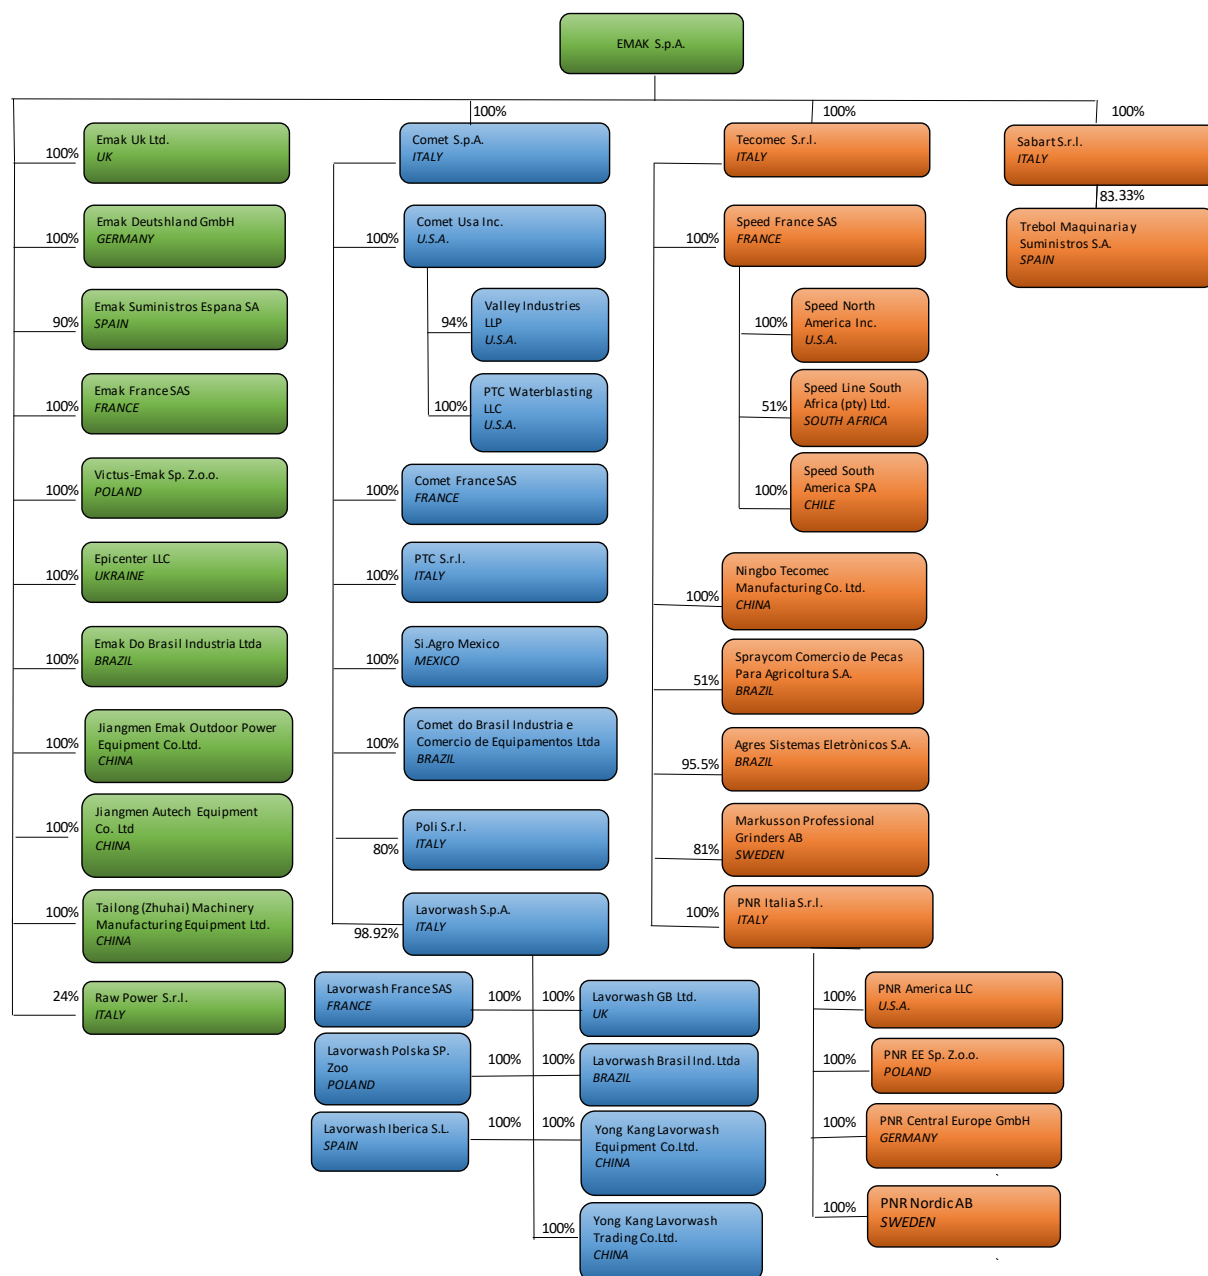 EMAK S.p.A.
100%
100%
100%
100%
Emak Uk Ltd.
UK
100%
Emak Deutshland GmbH
GERMANY
90%
Emak Suministros Espana SA
SPAIN
100%
Emak France SAS
FRANCE
100%
Victus-Emak Sp. Z.o.o.
POLAND
100%
Epicenter LLC
UKRAINE
100%
Emak Do Brasil Industria Ltda
BRAZIL
100%
Jiangmen Emak Outdoor Power
Equipment Co.Ltd.
CHINA
100%
Jiangmen Autech Equipment
Co. Ltd
CHINA
100%
Tailong (Zhuhai) Machinery
Manufacturing Equipment Ltd.
CHINA
24%
Raw Power S.r.l.
ITALY
Comet S.p.A.
ITALY
100%
Comet Usa Inc.
U.S.A.
94%
Valley Industries
LLP
U.S.A.
100%
PTC Waterblasting
LLC
U.S.A.
100%
Comet France SAS
FRANCE
100%
PTC S.r.l.
ITALY
100%
Si.Agro Mexico
MEXICO
100%
Comet do Brasil Industria e
Comercio de Equipamentos Ltda
BRAZIL
80%
Poli S.r.l.
ITALY
98.92%
Lavorwash S.p.A.
ITALY
Lavorwash France SAS
FRANCE
100%
100%
Lavorwash GB Ltd.
UK
Lavorwash Polska SP.
Zoo
POLAND
100%
100%
Lavorwash Brasil Ind. Ltda
BRAZIL
Lavorwash Iberica S.L.
SPAIN
100%
100%
Yong Kang Lavorwash
Equipment Co.Ltd.
CHINA
100%
Yong Kang Lavorwash
Trading Co.Ltd.
CHINA
Tecomec S.r.l.
ITALY
100%
Speed France SAS
FRANCE
100%
Speed North
America Inc.
U.S.A.
51%
Speed Line South
Africa (pty) Ltd.
SOUTH AFRICA
100%
Speed South
America SPA
CHILE
100%
Ningbo Tecomec
Manufacturing Co. Ltd.
CHINA
51%
Spraycom Comercio de Pecas
Para Agricoltura S.A.
BRAZIL
95.5%
Agres Sistemas Eletrònicos S.A.
BRAZIL
81%
Markusson Professional
Grinders AB
SWEDEN
100%
PNR Italia S.r.l.
ITALY
100%
PNR America LLC
U.S.A.
100%
PNR EE Sp. Z.o.o.
POLAND
100%
PNR Central Europe GmbH
GERMANY
100%
PNR Nordic AB
SWEDEN
Sabart S.r.l.
ITALY
83.33%
Trebol Maquinaria y
Suministros S.A.
SPAIN